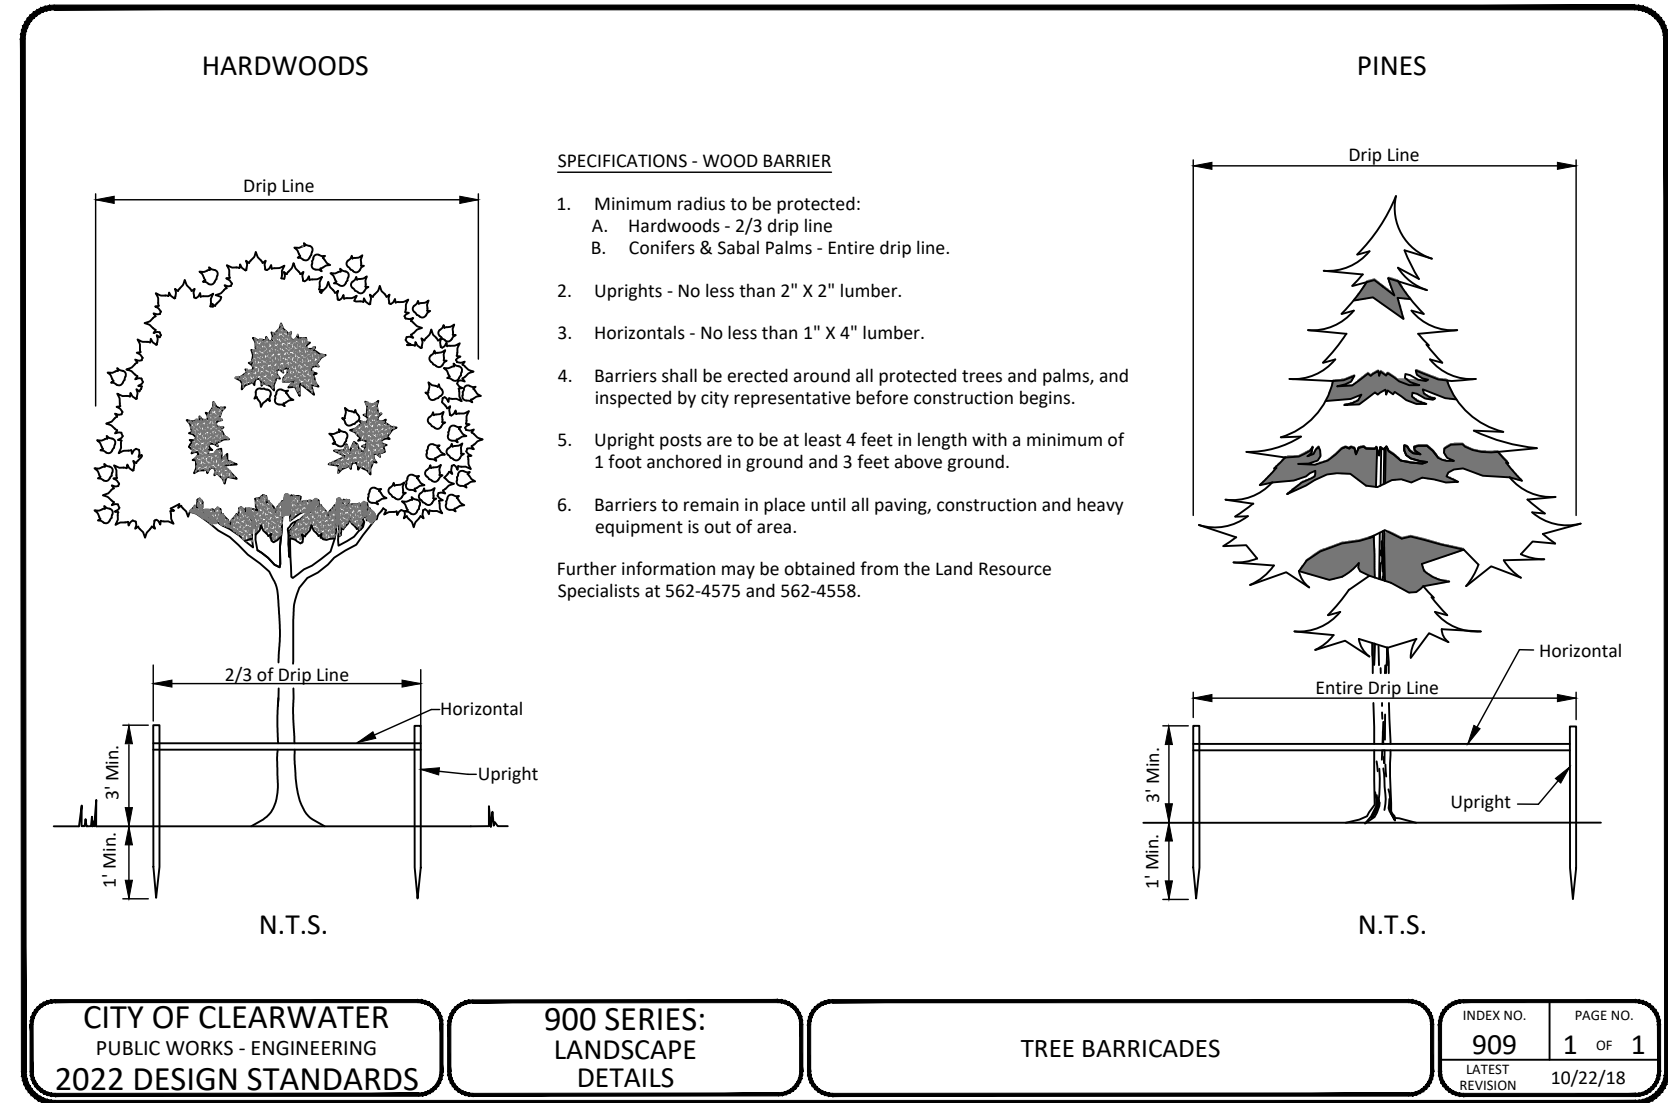 HARDWOODS
PINES
SPECIFICATIONS - WOOD BARRIER
1. Minimum radius to be protected:
A. Hardwoods - 2/3 drip line
B. Conifers & Sabal Palms - Entire drip line.
2. Uprights - No less than 2" X 2" lumber.
3. Horizontals - No less than 1" X 4" lumber.
4. Barriers shall be erected around all protected trees and palms, and
inspected by city representative before construction begins.
5. Upright posts are to be at least 4 feet in length with a minimum of
1 foot anchored in ground and 3 feet above ground.
6. Barriers to remain in place until all paving, construction and heavy
equipment is out of area.
Further information may be obtained from the Land Resource
Specialists at 562-4575 and 562-4558.
Drip Line
2/3 of Drip Line
Horizontal
Upright
3' Min.
1' Min.
N.T.S.
Drip Line
Horizontal
Entire Drip Line
Upright
3' Min.
1' Min.
N.T.S.
CITY OF CLEARWATER
PUBLIC WORKS - ENGINEERING
2022 DESIGN STANDARDS
900 SERIES:
LANDSCAPE
DETAILS
TREE BARRICADES
INDEX NO.
909
PAGE NO.
1 OF 1
LATEST
REVISION
10/22/18